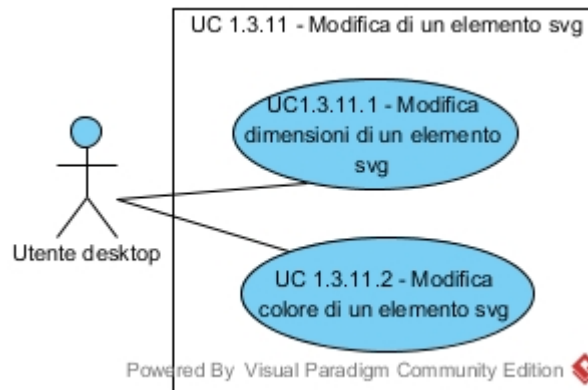 UC 1.3.11 - Modifica di un elemento svg
UC1.3.11.1 - Modifica
dimensioni di un elemento
svg
Utente desktop
UC 1.3.11.2 - Modifica
colore di un elemento svg
Powered By Visual Paradigm Community Edition